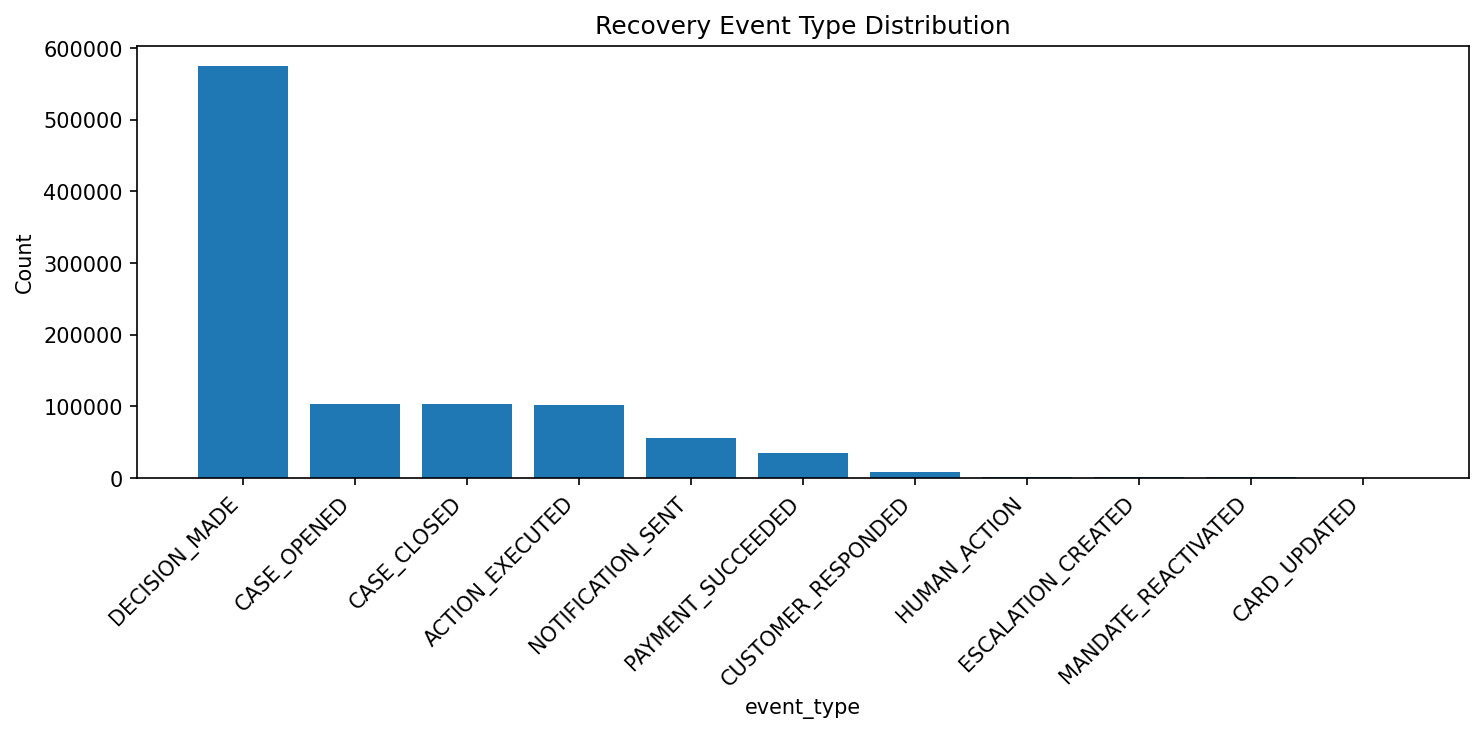 Recovery Event Type Distribution
600000
500000
400000
300000
200000
100000
0
Count
DECISION_MADE
CASE_OPENED
CASE_CLOSED
ACTION_EXECUTED
NOTIFICATION_SENT
PAYMENT_SUCCEEDED
CUSTOMER_RESPONDED
HUMAN_ACTION
ESCALATION_CREATED
MANDATE_REACTIVATED
CARD_UPDATED
event_type